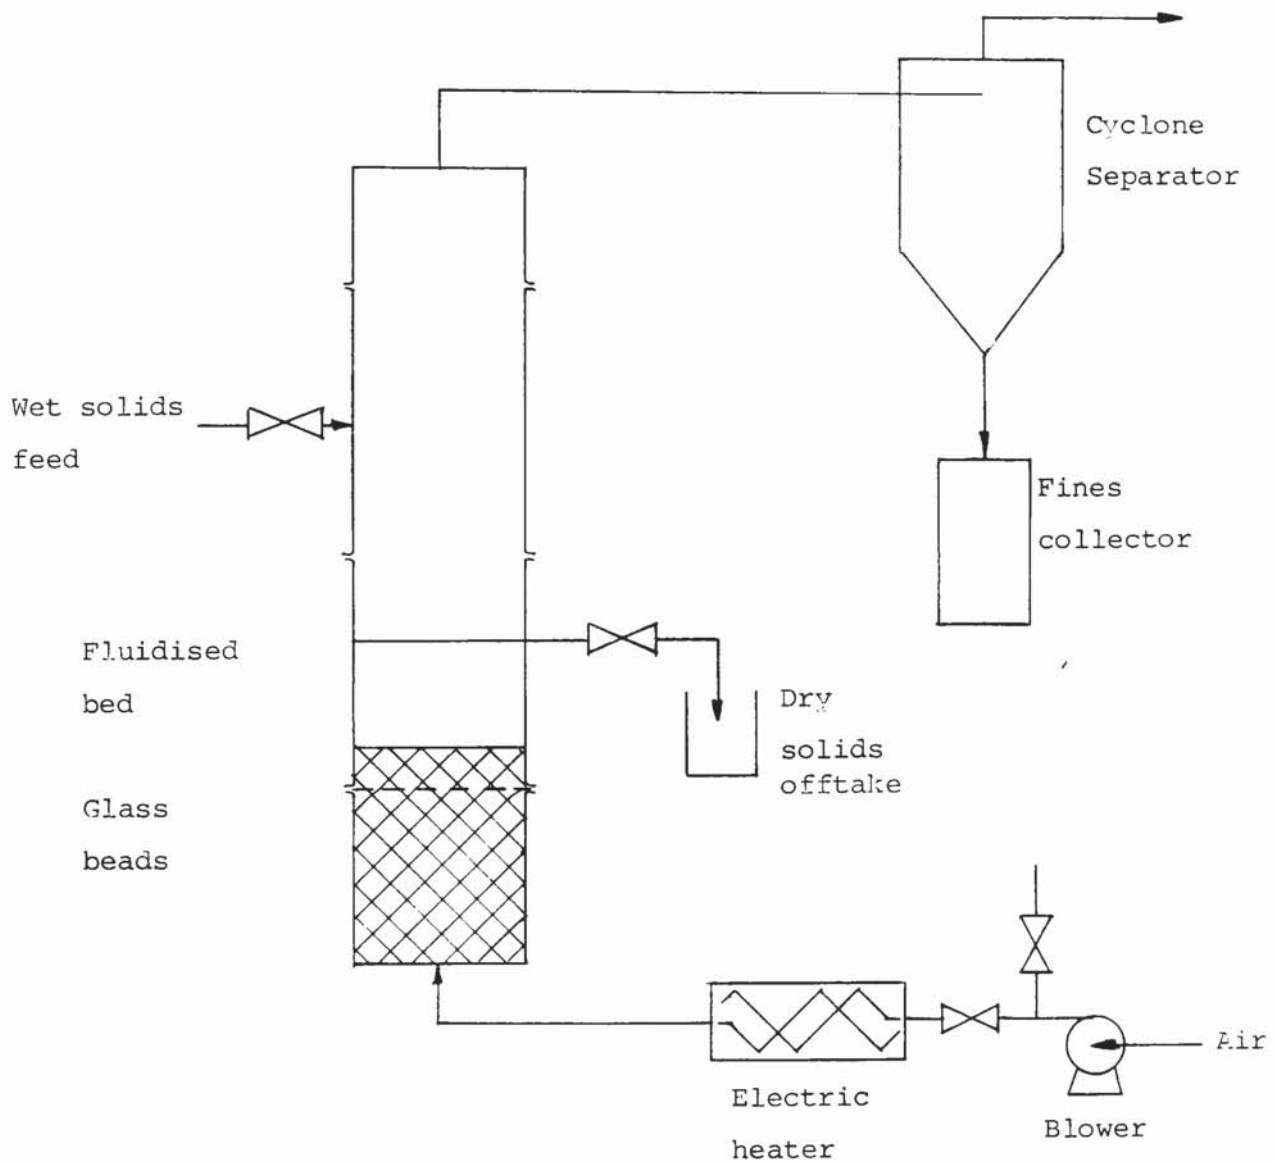 Cyclone
Separator
Wet solids
feed
Fines
collector
Fluidised
bed
Dry
solids
offtake
Glass
beads
Air
Electric
heater
Blower